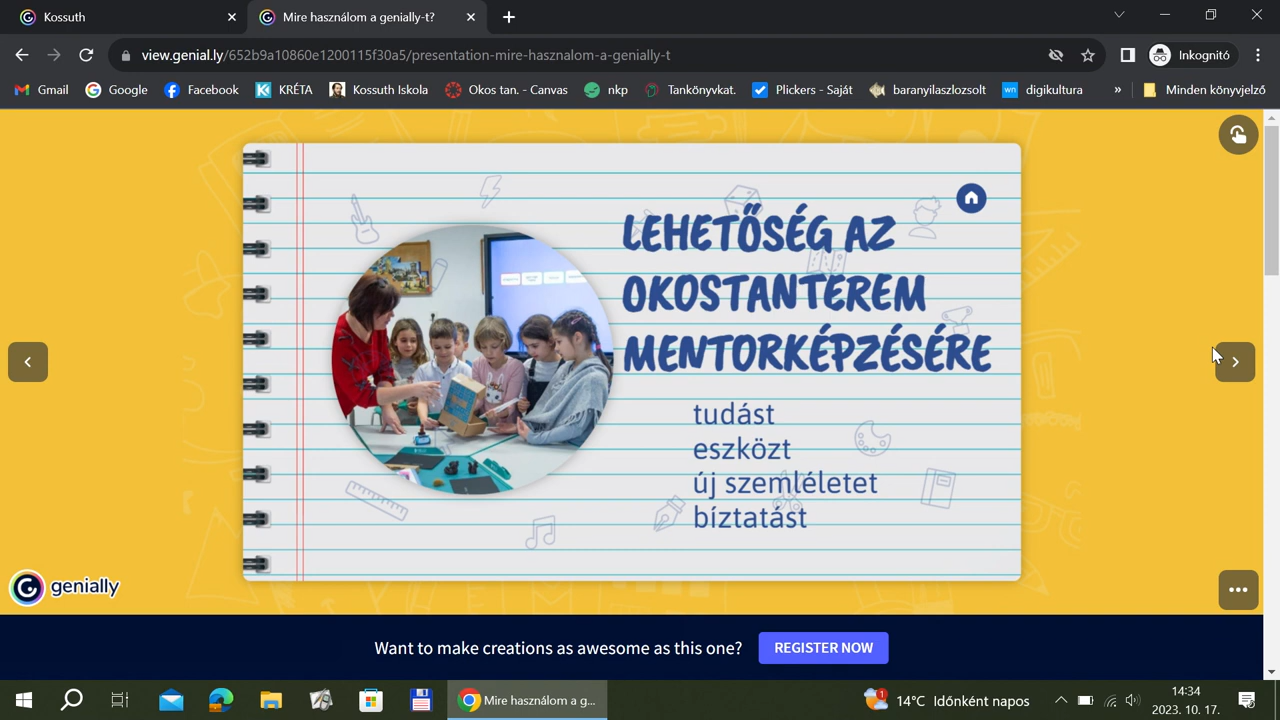 Kossuth
Mire használom a genially-t?
view.genial.ly/652b9a10860e1200115f30a5/presentation-mire-hasznalom-a-genially-t
Inkognitó
Gmail
Google
Facebook
KRÉTA
Kossuth Iskola
Okos tan. - Canvas
nkp
Tankönyvkat.
Plickers - Saját
baranyilaszlozsolt
wn
digikultura
»
Minden könyvjelző
LEHETŐSÉG AZ
OKOSTANTEREM
MENTORKÉPZÉSÉRE
tudást
eszközt
új szemléletet
bíztatást
genially
Want to make creations as awesome as this one?
REGISTER NOW
Mire használom a g...
1
14°C Időnként napos
14:34
2023. 10. 17.